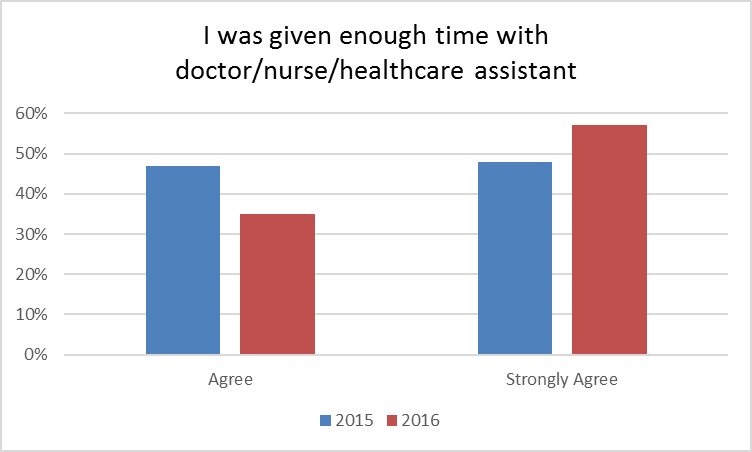 I was given enough time with
doctor/nurse/healthcare assistant
60%
50%
40%
30%
20%
10%
0%
Agree
Strongly Agree
2015
2016